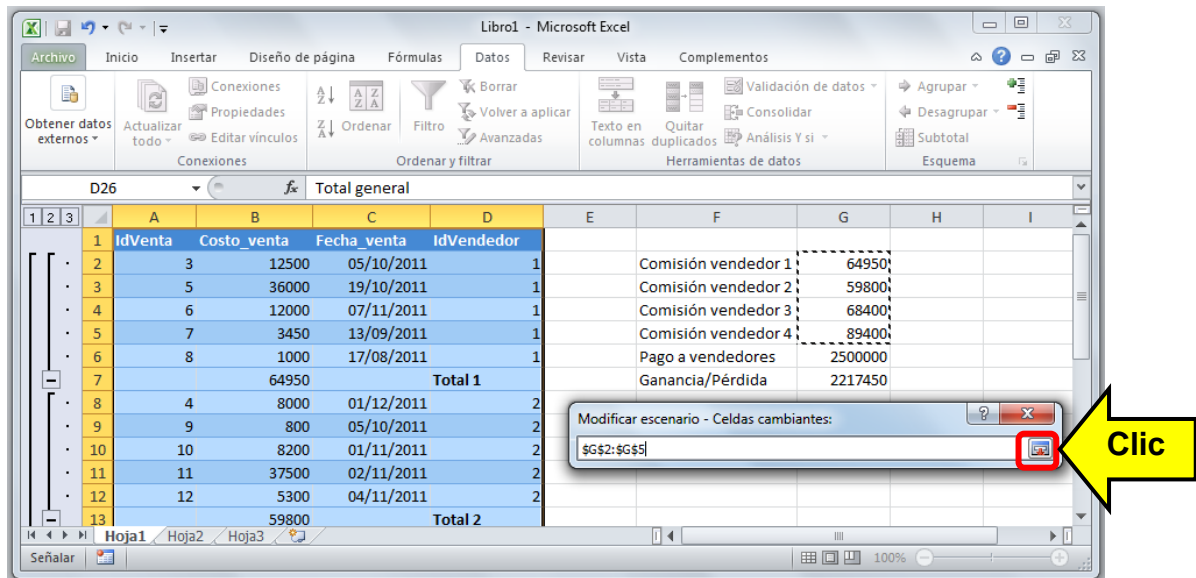 Libro1 - Microsoft Excel
Archivo Inicio Insertar Diseño de página Fórmulas Datos Revisar Vista Complementos
Obtener datos externos
Actualizar todo
Conexiones
Propiedades
Editar vínculos
Conexiones
A Z
Z A
A Z Z A
Ordenar
Filtro
Borrar
Volver a aplicar
Avanzadas
Ordenar y filtrar
Texto en columnas
Quitar duplicados
Validación de datos
Consolidar
Análisis Y si
Herramientas de datos
Agrupar
Desagrupar
Subtotal
Esquema
D26 fx Total general
1 2 3 A B C D E F G H I
1 IdVenta Costo_venta Fecha_venta IdVendedor
2 3 12500 05/10/2011 1 Comisión vendedor 1 64950
3 5 36000 19/10/2011 1 Comisión vendedor 2 59800
4 6 12000 07/11/2011 1 Comisión vendedor 3 68400
5 7 3450 13/09/2011 1 Comisión vendedor 4 89400
6 8 1000 17/08/2011 1 Pago a vendedores 2500000
7 64950 Total 1 Ganancia/Pérdida 2217450
8 4 8000 01/12/2011 2
9 9 800 05/10/2011 2
10 10 8200 01/11/2011 2
11 11 37500 02/11/2011 2
12 12 5300 04/11/2011 2
13 59800 Total 2
Modificar escenario - Celdas cambiantes:
$G$2:$G$5
Clic
Hoja1 Hoja2 Hoja3
Señalar 100%